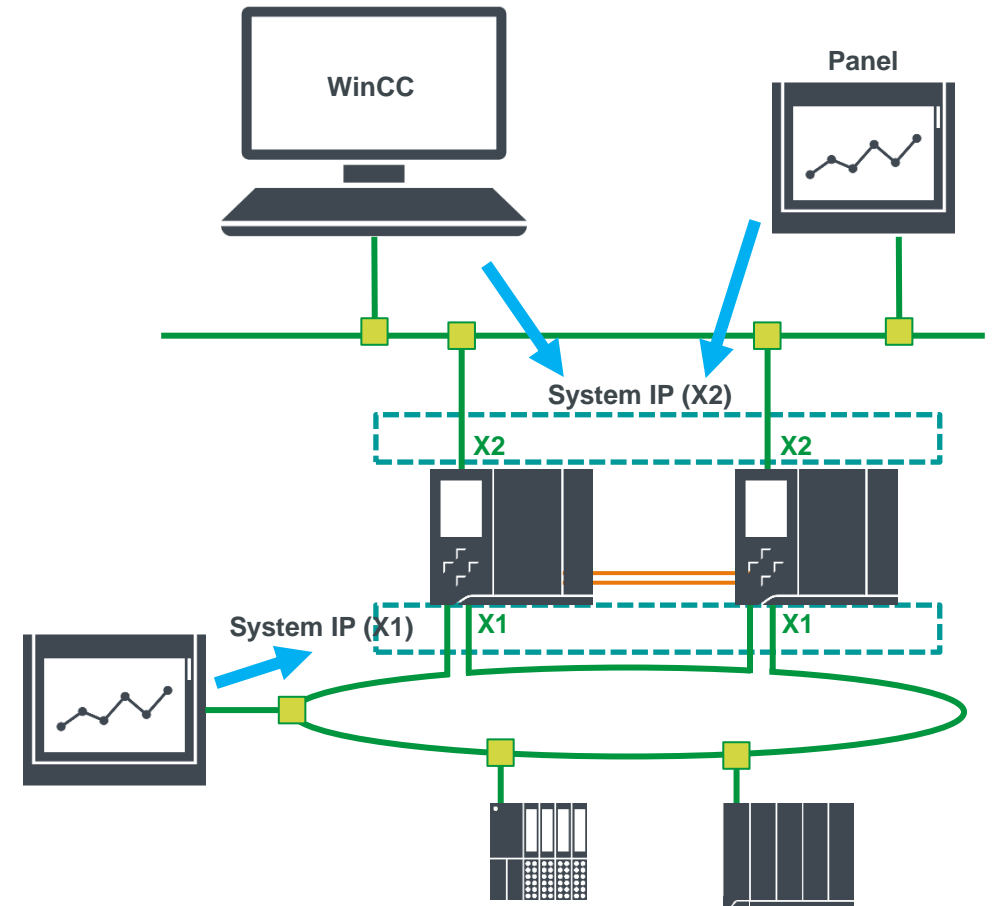 WinCC
Panel
System IP (X2)
X2
X2
System IP (X1)
X1
X1